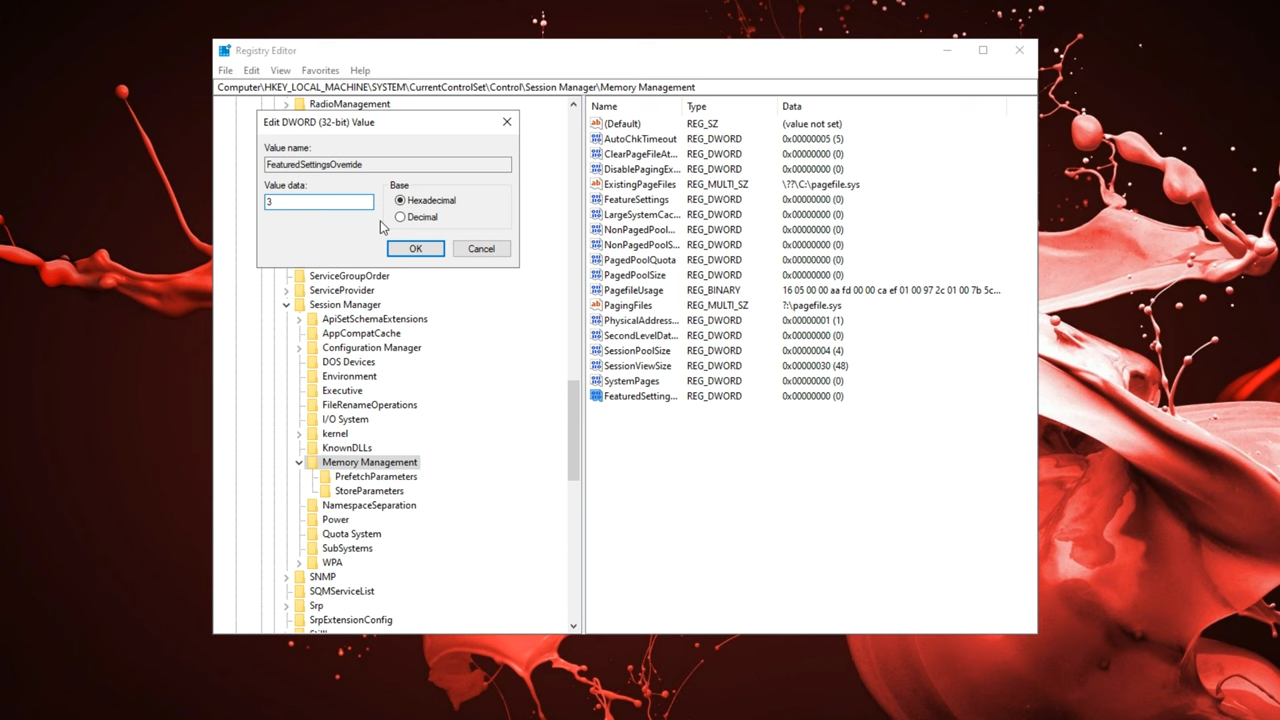 Registry Editor
File Edit View Favorites Help
Computer\HKEY_LOCAL_MACHINE\SYSTEM\CurrentControlSet\Control\Session Manager\Memory Management
RadioManagement
Edit DWORD (32-bit) Value
Value name:
FeaturedSettingsOverride
Value data:
3
Base
Hexadecimal
Decimal
OK Cancel
ServiceGroupOrder
ServiceProvider
Session Manager
ApiSetSchemaExtensions
AppCompatCache
Configuration Manager
DOS Devices
Environment
Executive
FileRenameOperations
I/O System
kernel
KnownDLLs
Memory Management
PrefetchParameters
StoreParameters
NamespaceSeparation
Power
Quota System
SubSystems
WPA
SNMP
SQMServiceList
Srp
SrpExtensionConfig
Name Type Data
(Default) REG_SZ (value not set)
AutoChkTimeout REG_DWORD 0x00000005 (5)
ClearPageFileAt... REG_DWORD 0x00000000 (0)
DisablePagingEx... REG_DWORD 0x00000000 (0)
ExistingPageFiles REG_MULTI_SZ \??\C:\pagefile.sys
FeatureSettings REG_DWORD 0x00000000 (0)
LargeSystemCac... REG_DWORD 0x00000000 (0)
NonPagedPool... REG_DWORD 0x00000000 (0)
NonPagedPoolS... REG_DWORD 0x00000000 (0)
PagedPoolQuota REG_DWORD 0x00000000 (0)
PagedPoolSize REG_DWORD 0x00000000 (0)
PagefileUsage REG_BINARY 16 05 00 00 aa fd 00 00 ca ef 01 00 97 2c 01 00 7b 5c...
PagingFiles REG_MULTI_SZ ?:\pagefile.sys
PhysicalAddress... REG_DWORD 0x00000001 (1)
SecondLevelDat... REG_DWORD 0x00000000 (0)
SessionPoolSize REG_DWORD 0x00000004 (4)
SessionViewSize REG_DWORD 0x00000030 (48)
SystemPages REG_DWORD 0x00000000 (0)
FeaturedSetting... REG_DWORD 0x00000000 (0)